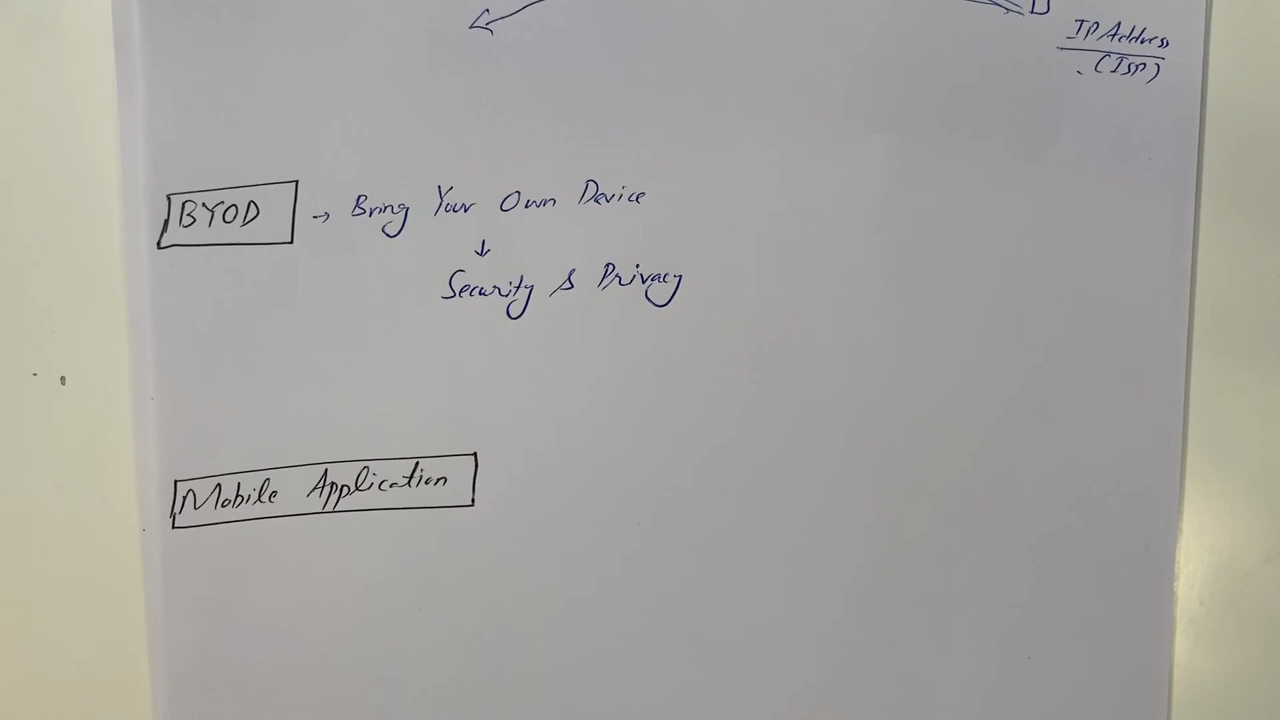 IP Address
(ISP)
BYOD → Bring Your Own Device
↓
Security & Privacy
Mobile Application